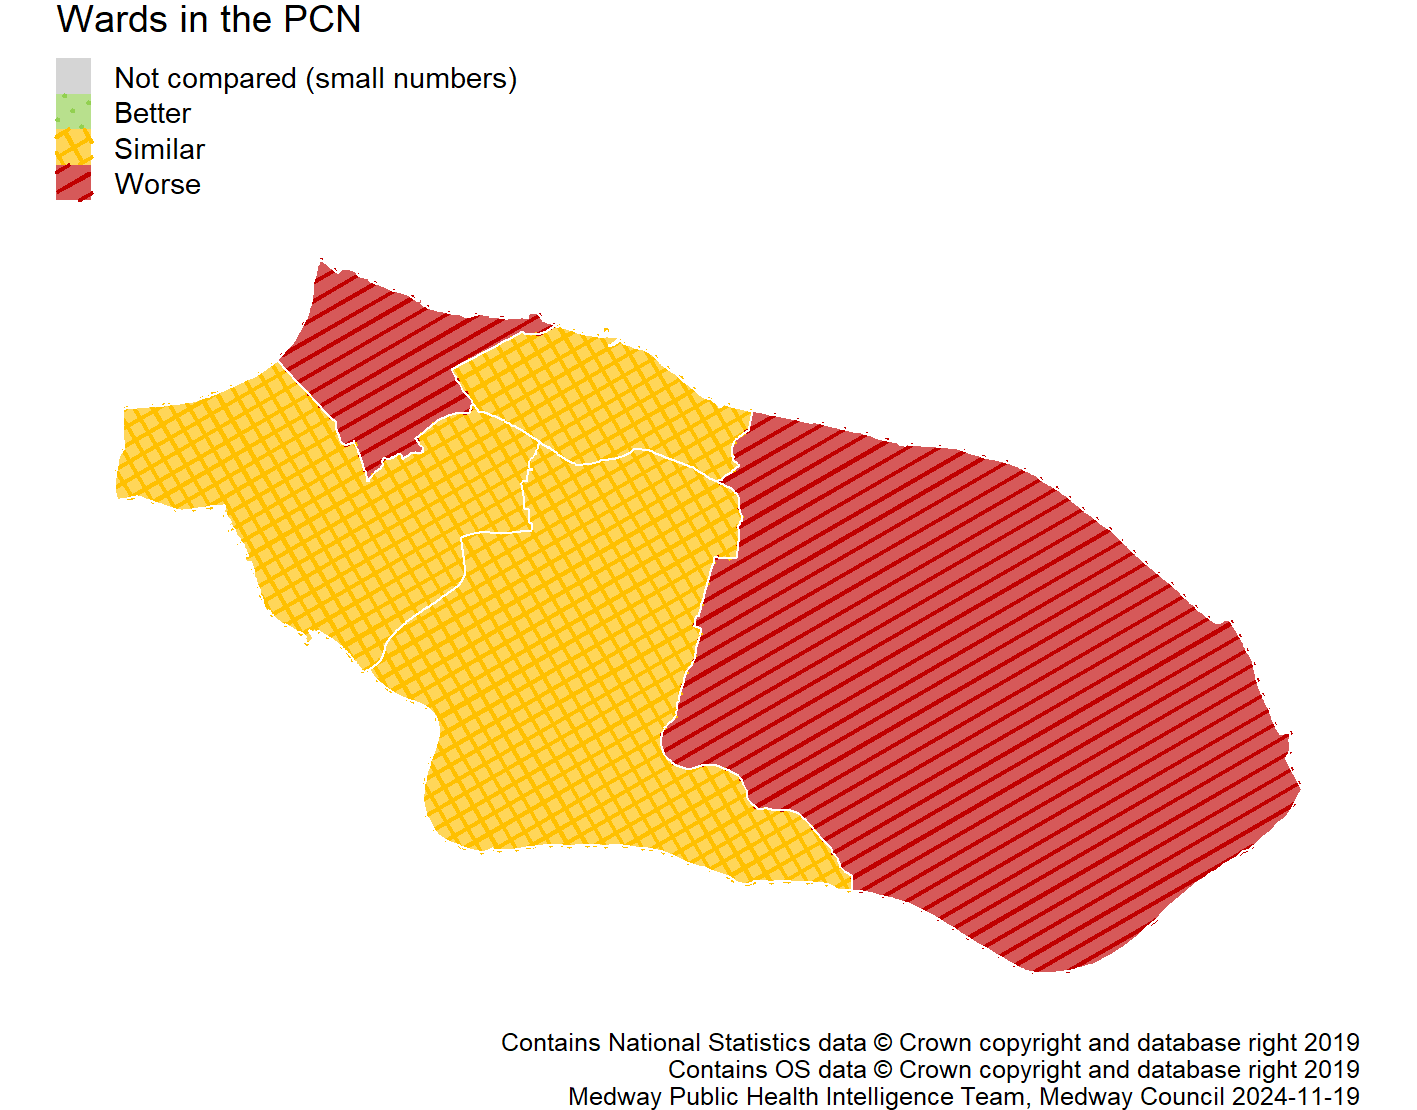 Wards in the PCN
Not compared (small numbers)
Better
Similar
Worse
Contains National Statistics data © Crown copyright and database right 2019
Contains OS data © Crown copyright and database right 2019
Medway Public Health Intelligence Team, Medway Council 2024-11-19